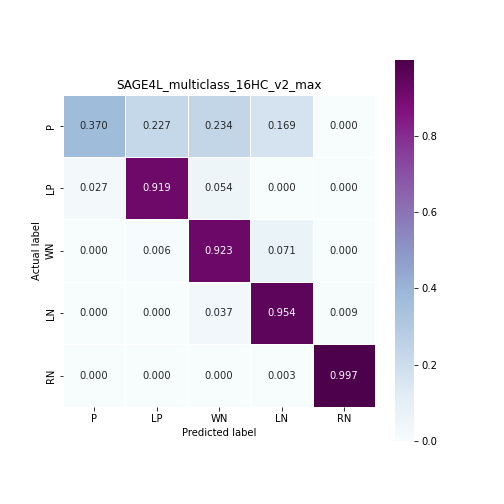 SAGE4L_multiclass_16HC_v2_max
P 0.370 0.227 0.234 0.169 0.000
LP 0.027 0.919 0.054 0.000 0.000
WN 0.000 0.006 0.923 0.071 0.000
LN 0.000 0.000 0.037 0.954 0.009
RN 0.000 0.000 0.000 0.003 0.997
P LP WN LN RN
Predicted label
Actual label
0.8
0.6
0.4
0.2
0.0